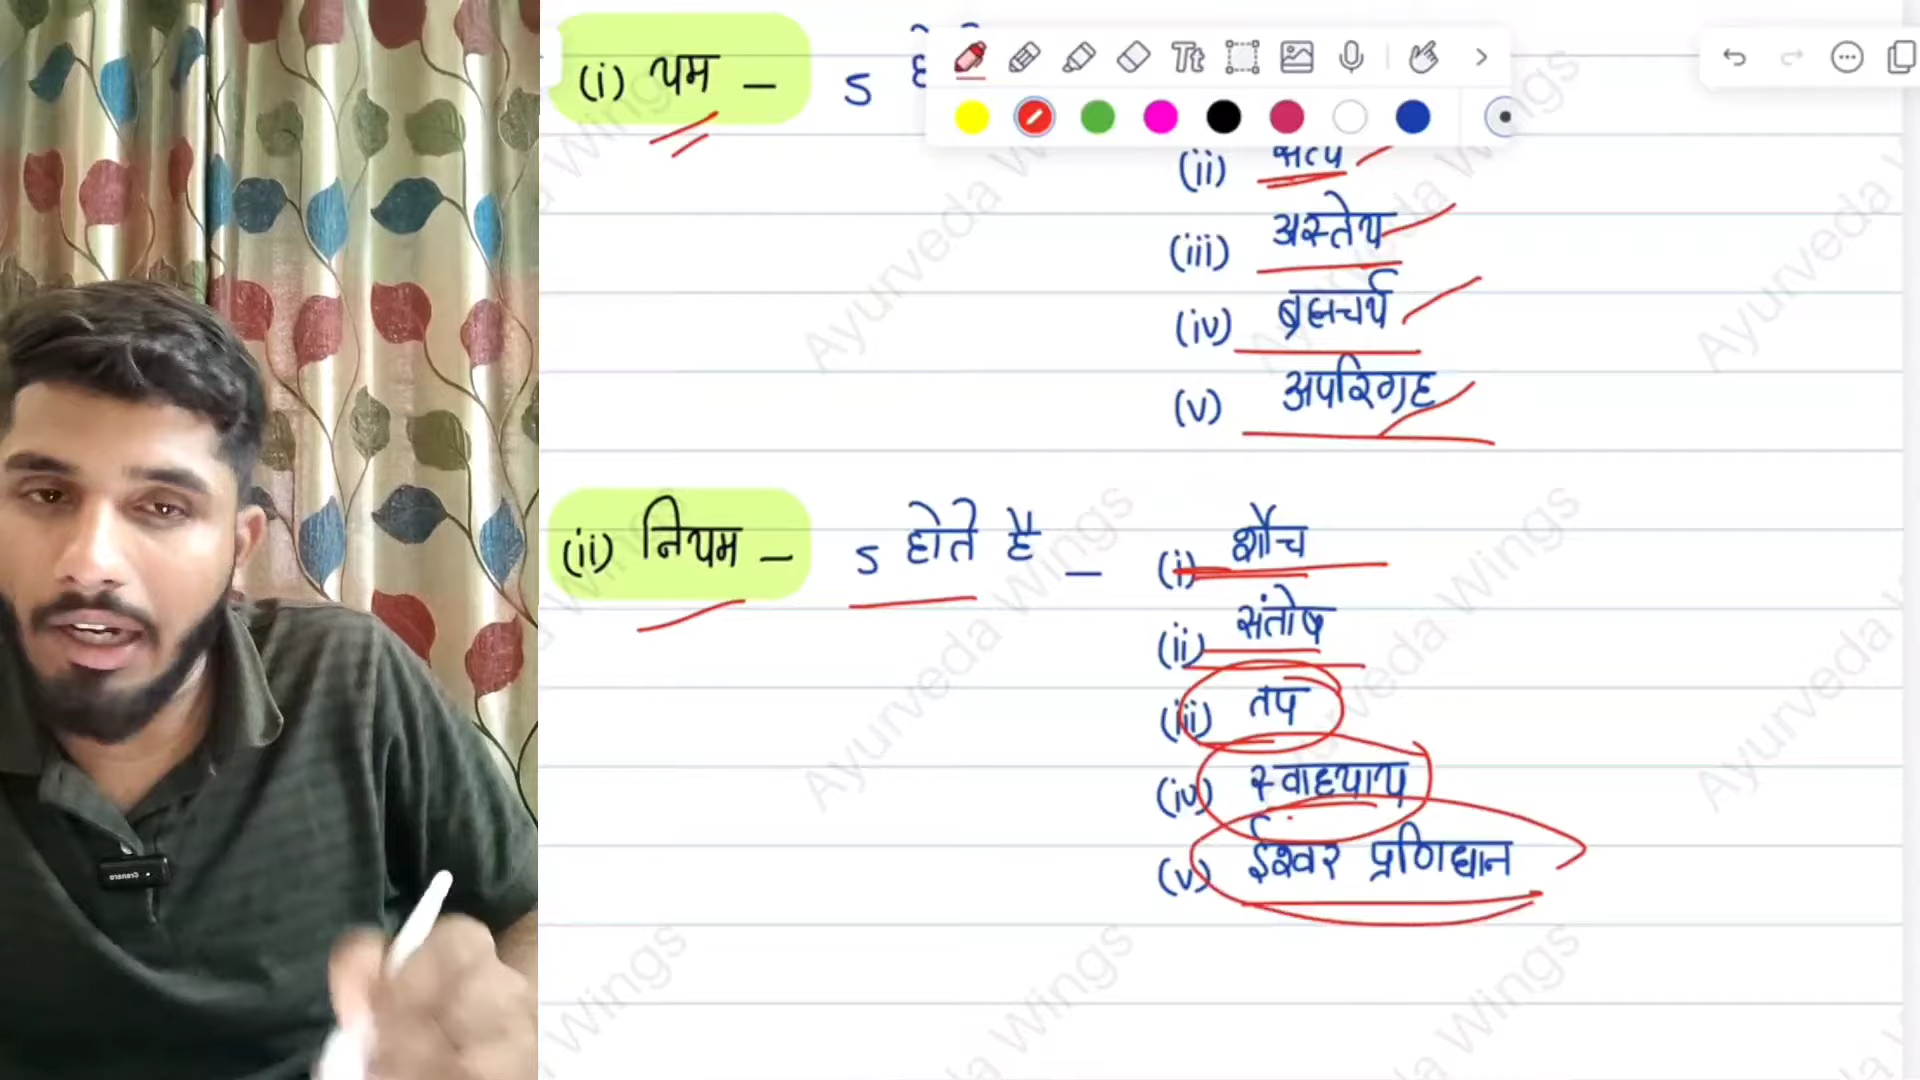 (i) यम – 5
(ii) सत्य
(iii) अस्तेय
(iv) ब्रह्मचर्य
(v) अपरिग्रह
(ii) नियम – 5 होते है – (i) शौच
(ii) संतोष
(iii) तप
(iv) स्वाध्याय
(v) ईश्वर प्रणिधान
Tt
Ayurveda Wings